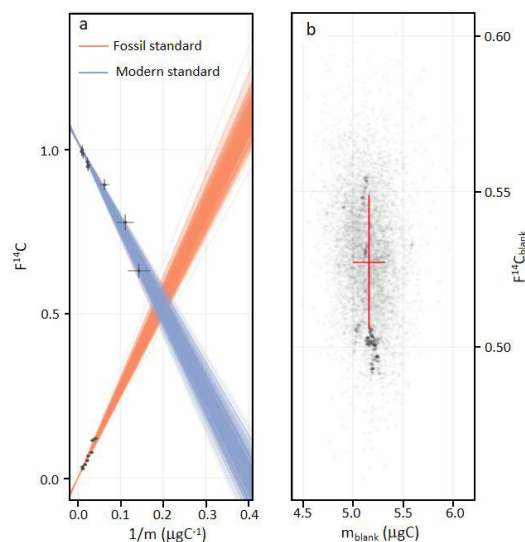 a
Fossil standard
Modern standard
1.0
0.5
0.0
F¹⁴C
0.0 0.1 0.2 0.3 0.4
1/m (µgC⁻¹)
b
0.60
0.55
0.50
F¹⁴Cblank
4.5 5.0 5.5 6.0
mblank (µgC)